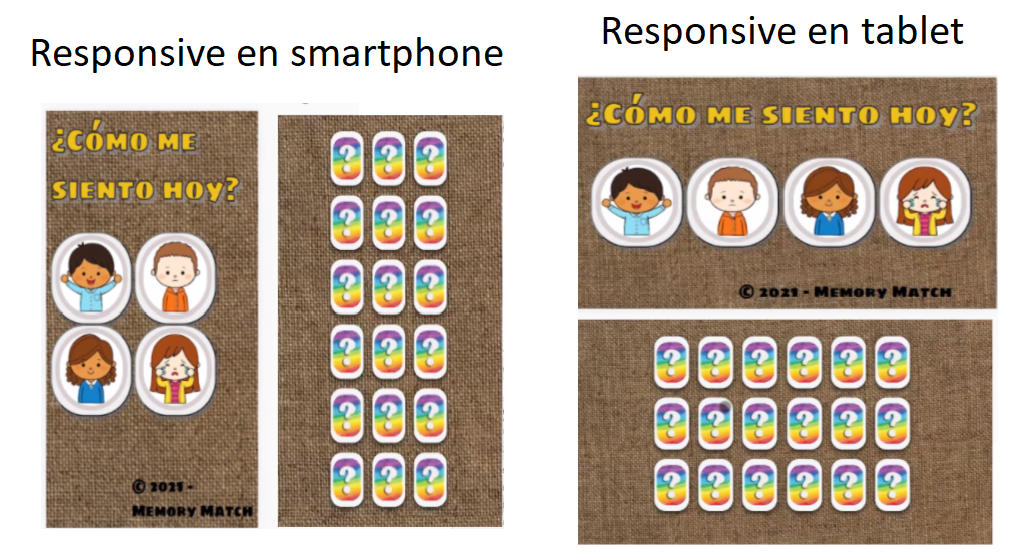 Responsive en smartphone
¿CÓMO ME
SIENTO HOY?
© 2021 -
MEMORY MATCH
? ? ?
? ? ?
? ? ?
? ? ?
? ? ?
? ? ?
Responsive en tablet
¿CÓMO ME SIENTO HOY?
© 2021 - MEMORY MATCH
? ? ? ? ? ?
? ? ? ? ? ?
? ? ? ? ? ?